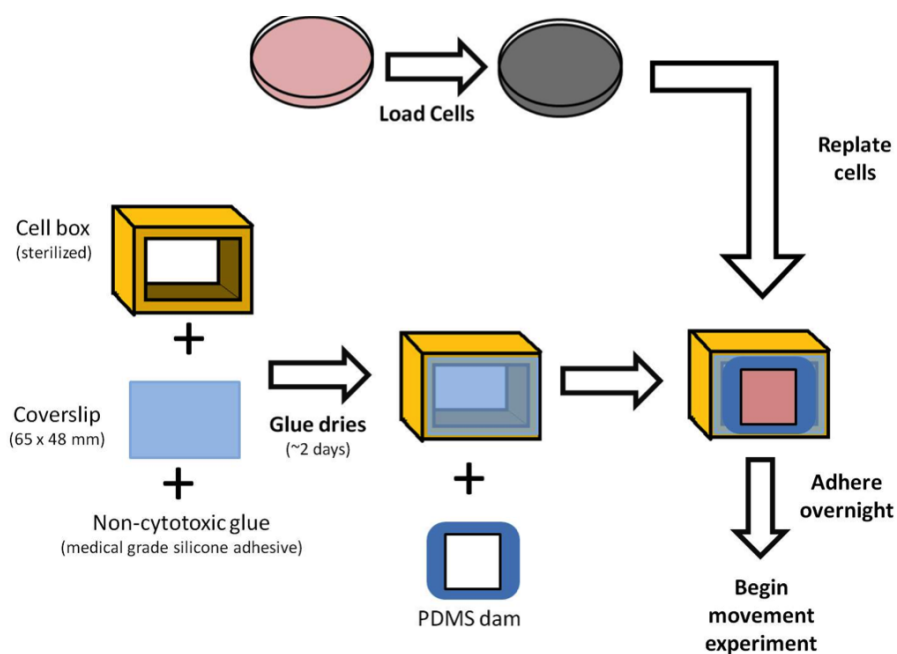 Load Cells
Replate
cells
Cell box
(sterilized)
Coverslip
(65 x 48 mm)
Glue dries
(~2 days)
Non-cytotoxic glue
(medical grade silicone adhesive)
PDMS dam
Adhere
overnight
Begin
movement
experiment